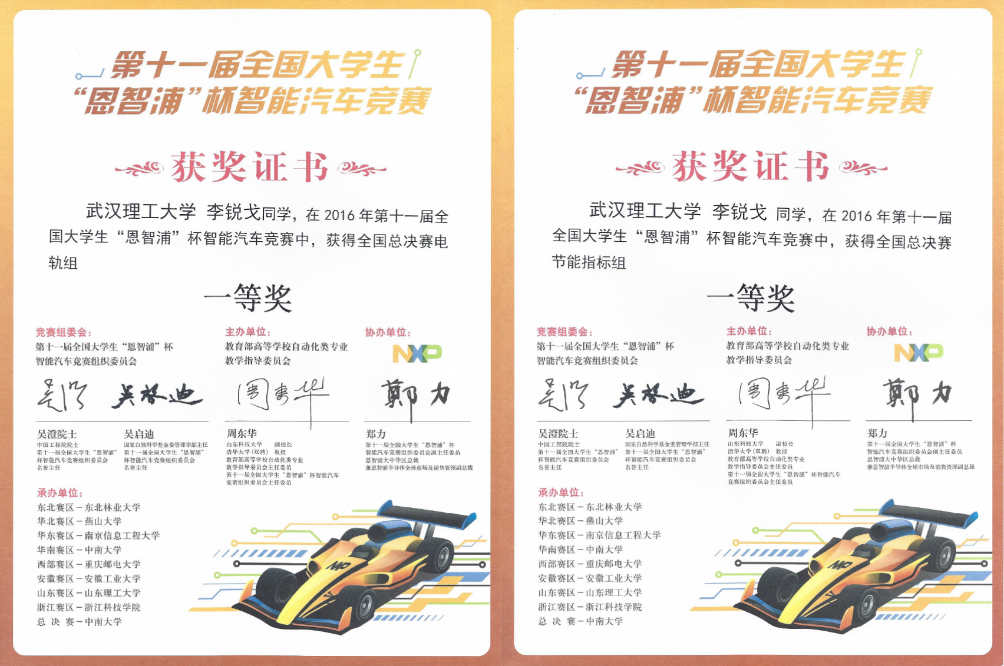 第十一届全国大学生
“恩智浦”杯智能汽车竞赛
获奖证书
武汉理工大学 李锐戈同学，在 2016 年第十一届全
国大学生“恩智浦”杯智能汽车竞赛中，获得全国总决赛电
轨组
一等奖
竞赛组委会：
第十一届全国大学生“恩智浦”杯
智能汽车竞赛组织委员会
主办单位：
教育部高等学校自动化类专业
教学指导委员会
协办单位：
NXP
吴启迪
周东华
郑力
吴澄院士
中国工程院院士
第十一届全国大学生“恩智浦”
杯智能汽车竞赛组织委员会
名誉主任
吴启迪
国家自然科学基金委管理学部主任
第十一届全国大学生“恩智浦”
杯智能汽车竞赛组织委员会
名誉主任
周东华
山东科技大学 副校长
清华大学（双聘） 教授
教育部高等学校自动化类专业
教学指导委员会主任委员
第十一届全国大学生“恩智浦”杯智能汽车
竞赛组织委员会主任委员
郑力
第十一届全国大学生“恩智浦”杯
智能汽车竞赛组织委员会副主任委员
恩智浦大中华区总裁
兼恩智浦半导体全球市场及销售资深副总裁
承办单位：
东北赛区－东北林业大学
华北赛区－燕山大学
华东赛区－南京信息工程大学
华南赛区－中南大学
西部赛区－重庆邮电大学
安徽赛区－安徽工业大学
山东赛区－山东理工大学
浙江赛区－浙江科技学院
总 决 赛－中南大学
第十一届全国大学生
“恩智浦”杯智能汽车竞赛
获奖证书
武汉理工大学 李锐戈 同学，在 2016 年第十一届
全国大学生“恩智浦”杯智能汽车竞赛中，获得全国总决赛
节能指标组
一等奖
竞赛组委会：
第十一届全国大学生“恩智浦”杯
智能汽车竞赛组织委员会
主办单位：
教育部高等学校自动化类专业
教学指导委员会
协办单位：
NXP
吴启迪
周东华
郑力
吴澄院士
中国工程院院士
第十一届全国大学生“恩智浦”
杯智能汽车竞赛组织委员会
名誉主任
吴启迪
国家自然科学基金委管理学部主任
第十一届全国大学生“恩智浦”
杯智能汽车竞赛组织委员会
名誉主任
周东华
山东科技大学 副校长
清华大学（双聘） 教授
教育部高等学校自动化类专业
教学指导委员会主任委员
第十一届全国大学生“恩智浦”杯智能汽车
竞赛组织委员会主任委员
郑力
第十一届全国大学生“恩智浦”杯
智能汽车竞赛组织委员会副主任委员
恩智浦大中华区总裁
兼恩智浦半导体全球市场及销售资深副总裁
承办单位：
东北赛区－东北林业大学
华北赛区－燕山大学
华东赛区－南京信息工程大学
华南赛区－中南大学
西部赛区－重庆邮电大学
安徽赛区－安徽工业大学
山东赛区－山东理工大学
浙江赛区－浙江科技学院
总 决 赛－中南大学